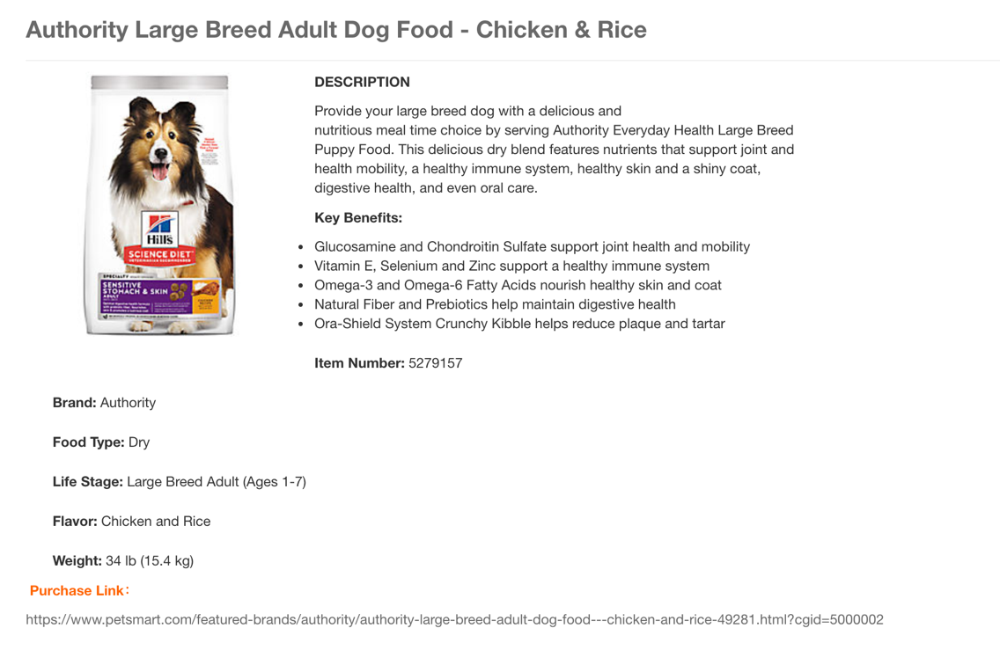 Authority Large Breed Adult Dog Food - Chicken & Rice
DESCRIPTION
Provide your large breed dog with a delicious and
nutritious meal time choice by serving Authority Everyday Health Large Breed
Puppy Food. This delicious dry blend features nutrients that support joint and
health mobility, a healthy immune system, healthy skin and a shiny coat,
digestive health, and even oral care.
Key Benefits:
• Glucosamine and Chondroitin Sulfate support joint health and mobility
• Vitamin E, Selenium and Zinc support a healthy immune system
• Omega-3 and Omega-6 Fatty Acids nourish healthy skin and coat
• Natural Fiber and Prebiotics help maintain digestive health
• Ora-Shield System Crunchy Kibble helps reduce plaque and tartar
Item Number: 5279157
Hill's
SCIENCE DIET
VETERINARIAN RECOMMENDED
SPECIALTY
SENSITIVE
STOMACH & SKIN
ADULT
Brand: Authority
Food Type: Dry
Life Stage: Large Breed Adult (Ages 1-7)
Flavor: Chicken and Rice
Weight: 34 lb (15.4 kg)
Purchase Link:
https://www.petsmart.com/featured-brands/authority/authority-large-breed-adult-dog-food---chicken-and-rice-49281.html?cgid=5000002